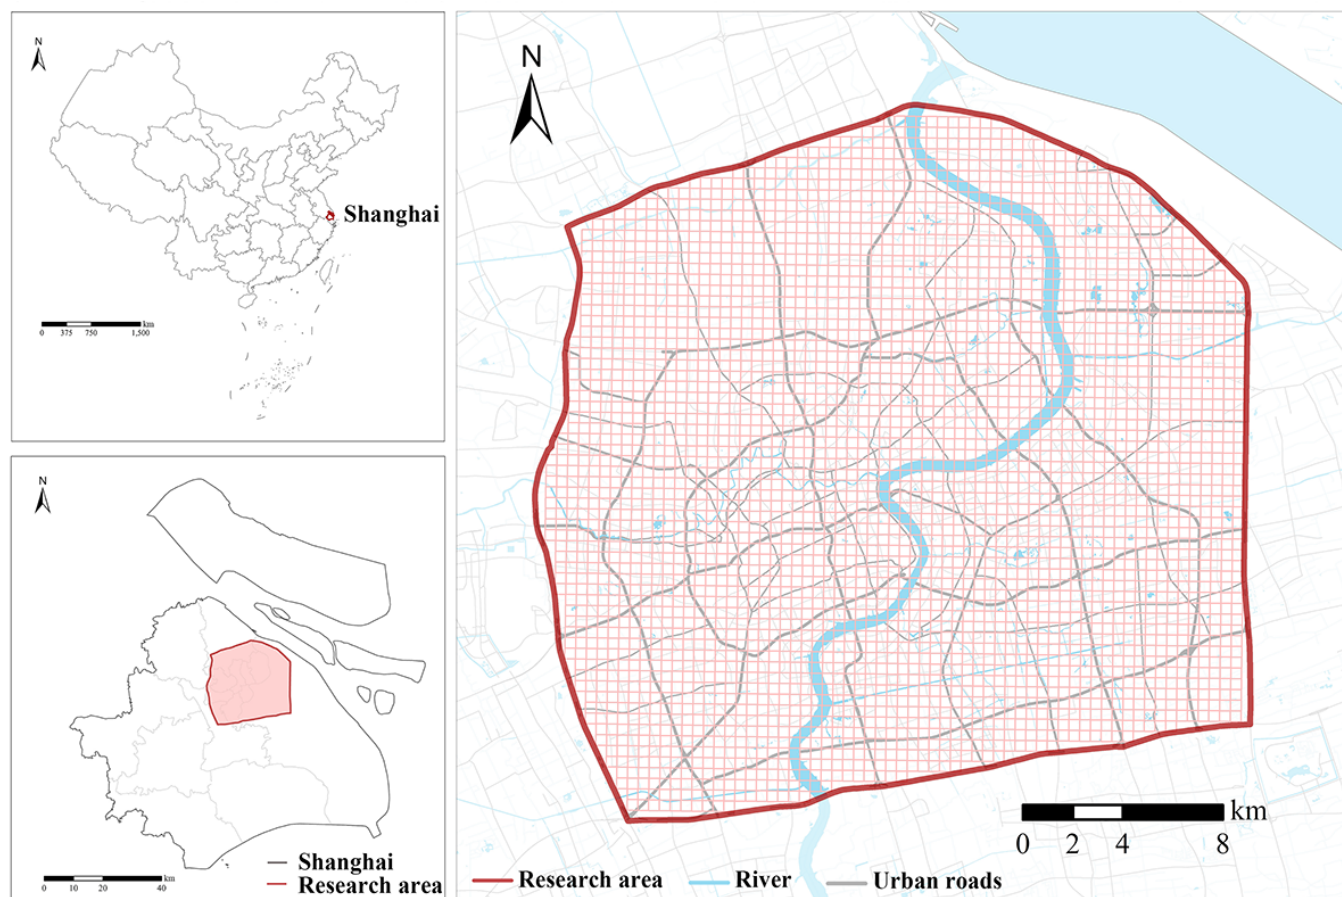 N
Shanghai
km
0 375 750 1,500
N
Shanghai
Research area
km
0 10 20 40
N
km
0 2 4 8
Research area River Urban roads